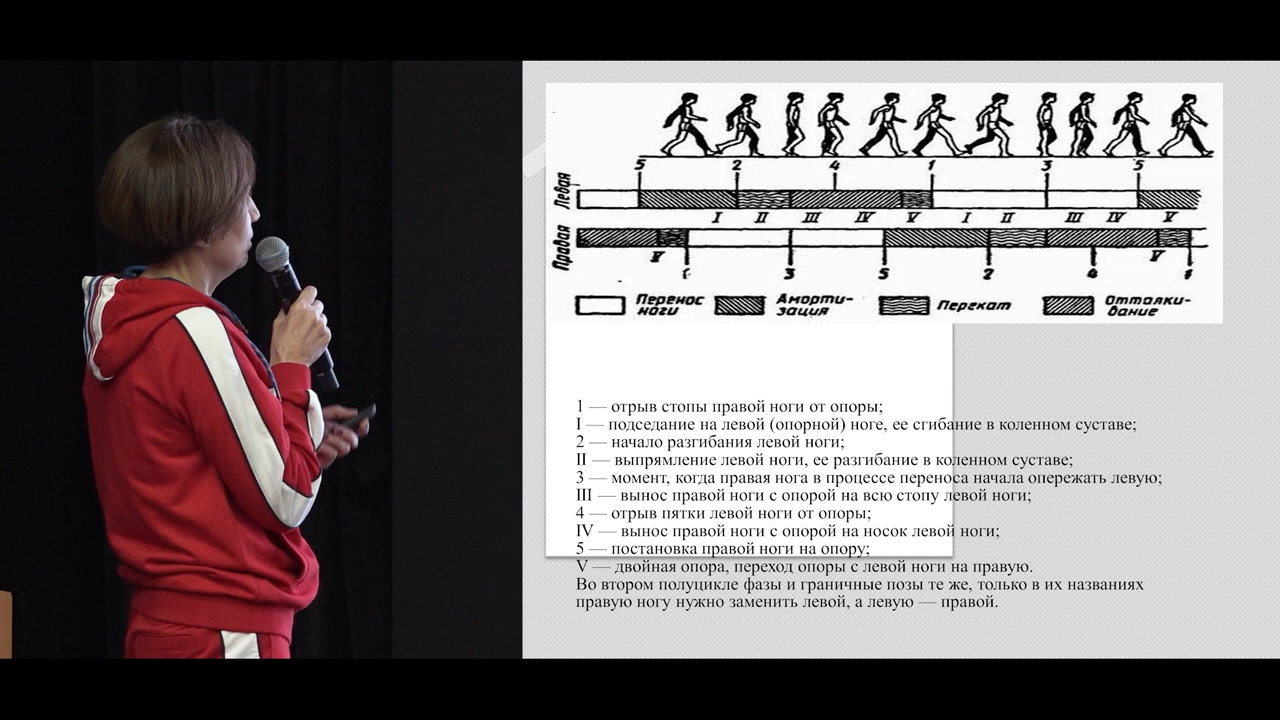 5 2 4 1 3 5
Левая
I II III IV V I II III IV V
Правая
V
1 3 5 2 4 1
V
Перенос ноги
Аморти-зация
Перекат
Отталки-вание
1 — отрыв стопы правой ноги от опоры;
I — подседание на левой (опорной) ноге, ее сгибание в коленном суставе;
2 — начало разгибания левой ноги;
II — выпрямление левой ноги, ее разгибание в коленном суставе;
3 — момент, когда правая нога в процессе переноса начала опережать левую;
III — вынос правой ноги с опорой на всю стопу левой ноги;
4 — отрыв пятки левой ноги от опоры;
IV — вынос правой ноги с опорой на носок левой ноги;
5 — постановка правой ноги на опору;
V — двойная опора, переход опоры с левой ноги на правую.
Во втором полуцикле фазы и граничные позы те же, только в их названиях
правую ногу нужно заменить левой, а левую — правой.